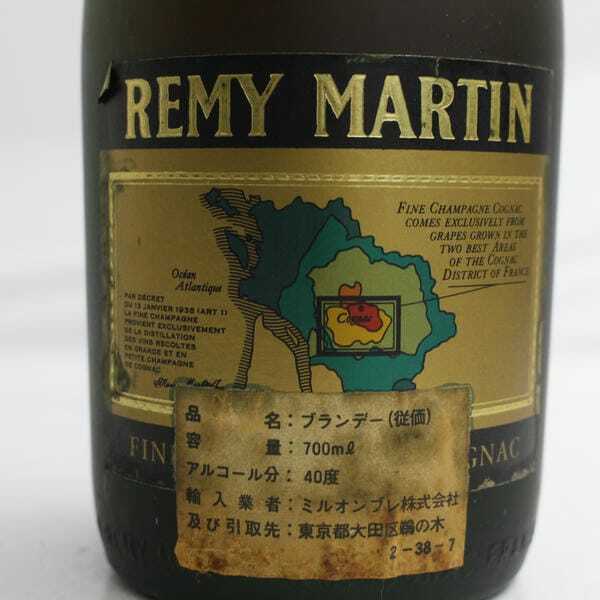 REMY MARTIN
FINE CHAMPAGNE COGNAC
COMES EXCLUSIVELY FROM
GRAPES GROWN IN THE
TWO BEST AREAS
OF THE COGNAC
DISTRICT OF FRANCE
Océan
Atlantique
Cognac
PAR DÉCRET
DU 13 JANVIER 1938 (ART 1)
LA FINE CHAMPAGNE
PROVIENT EXCLUSIVEMENT
DE LA DISTILLATION
DES VINS RÉCOLTÉS
EN GRANDE ET EN
PETITE CHAMPAGNE
DE COGNAC
FIN GNAC
品 名：ブランデー(従価)
容 量：700mℓ
アルコール分：40度
輸入業者：ミルオンブレ株式会社
及び引取先：東京都大田区鵜の木
2-38-7